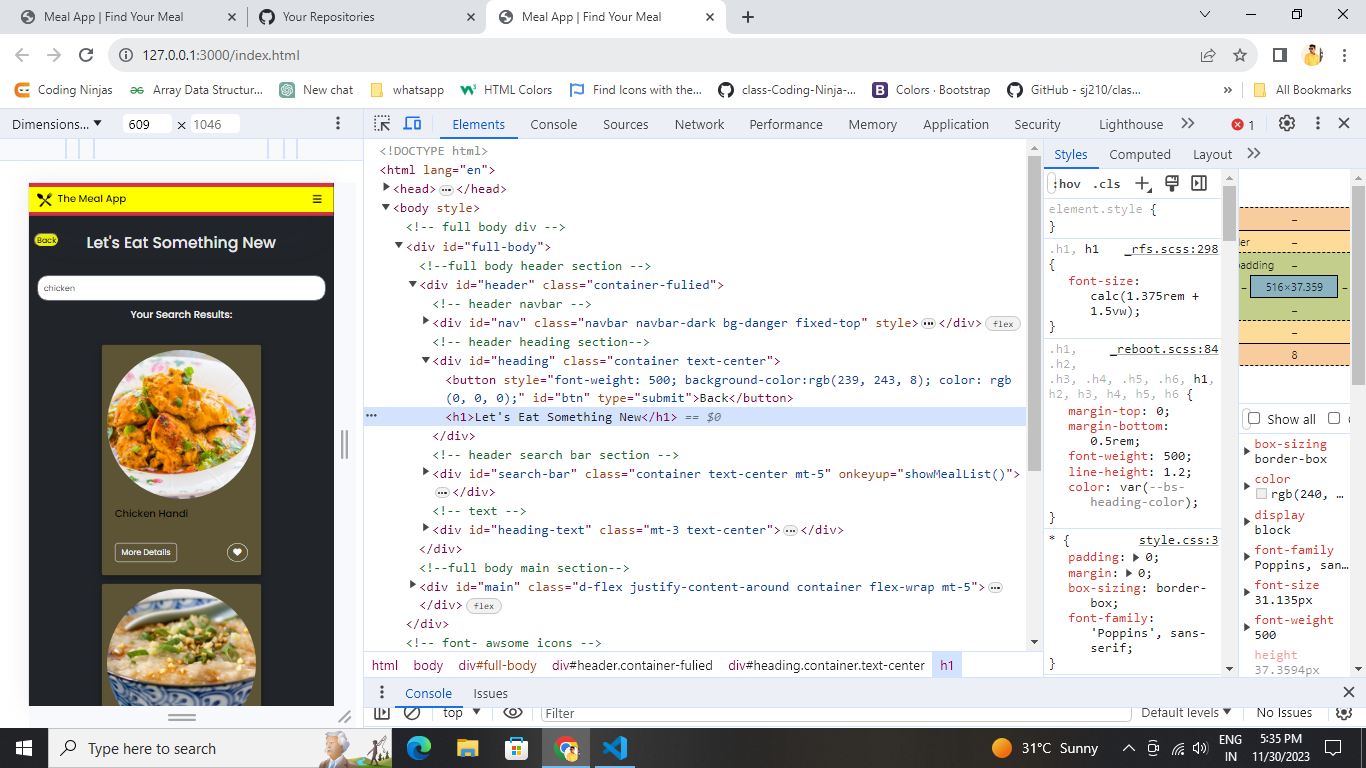 Meal App | Find Your Meal
Your Repositories
Meal App | Find Your Meal
127.0.0.1:3000/index.html
Coding Ninjas
Array Data Structur...
New chat
whatsapp
HTML Colors
Find Icons with the...
class-Coding-Ninja-...
Colors · Bootstrap
GitHub - sj210/clas...
»
All Bookmarks
Dimensions... 609 × 1046
Elements Console Sources Network Performance Memory Application Security Lighthouse 1
The Meal App
Back
Let's Eat Something New
chicken
Your Search Results:
Chicken Handi
More Details
<!DOCTYPE html>
<html lang="en">
<head> ... </head>
<body style>
<!-- full body div -->
<div id="full-body">
<!--full body header section -->
<div id="header" class="container-fulied">
<!-- header navbar -->
<div id="nav" class="navbar navbar-dark bg-danger fixed-top" style> ... </div> flex
<!-- header heading section-->
<div id="heading" class="container text-center">
<button style="font-weight: 500; background-color:rgb(239, 243, 8); color: rgb
(0, 0, 0);" id="btn" type="submit">Back</button>
... <h1>Let's Eat Something New</h1> == $0
</div>
<!-- header search bar section -->
<div id="search-bar" class="container text-center mt-5" onkeyup="showMealList()">
... </div>
<!-- text -->
<div id="heading-text" class="mt-3 text-center"> ... </div>
</div>
<!--full body main section-->
<div id="main" class="d-flex justify-content-around container flex-wrap mt-5"> ...
</div> flex
</div>
<!-- font- awsome icons -->
html body div#full-body div#header.container-fulied div#heading.container.text-center h1
Styles Computed Layout
:hov .cls
element.style {
}
.h1, h1 _rfs.scss:298
{
font-size:
calc(1.375rem +
1.5vw);
}
.h1, _reboot.scss:84
.h2,
.h3, .h4, .h5, .h6, h1,
h2, h3, h4, h5, h6 {
margin-top: 0;
margin-bottom:
0.5rem;
font-weight: 500;
line-height: 1.2;
color: var(--bs-
heading-color);
}
* { style.css:3
padding: 0;
margin: 0;
box-sizing: border-
box;
font-family:
'Poppins', sans-
serif;
}
–
–
–
– 516×37.359 –
–
–
8
Show all
box-sizing
border-box
color
rgb(240, …
display
block
font-family
Poppins, san…
font-size
31.135px
font-weight
500
height
37.3594px
Console Issues
top Filter Default levels No Issues
Type here to search
31°C Sunny
ENG
IN
5:35 PM
11/30/2023